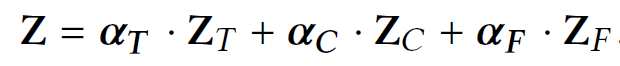 Z = α_T · Z_T + α_C · Z_C + α_F · Z_F.